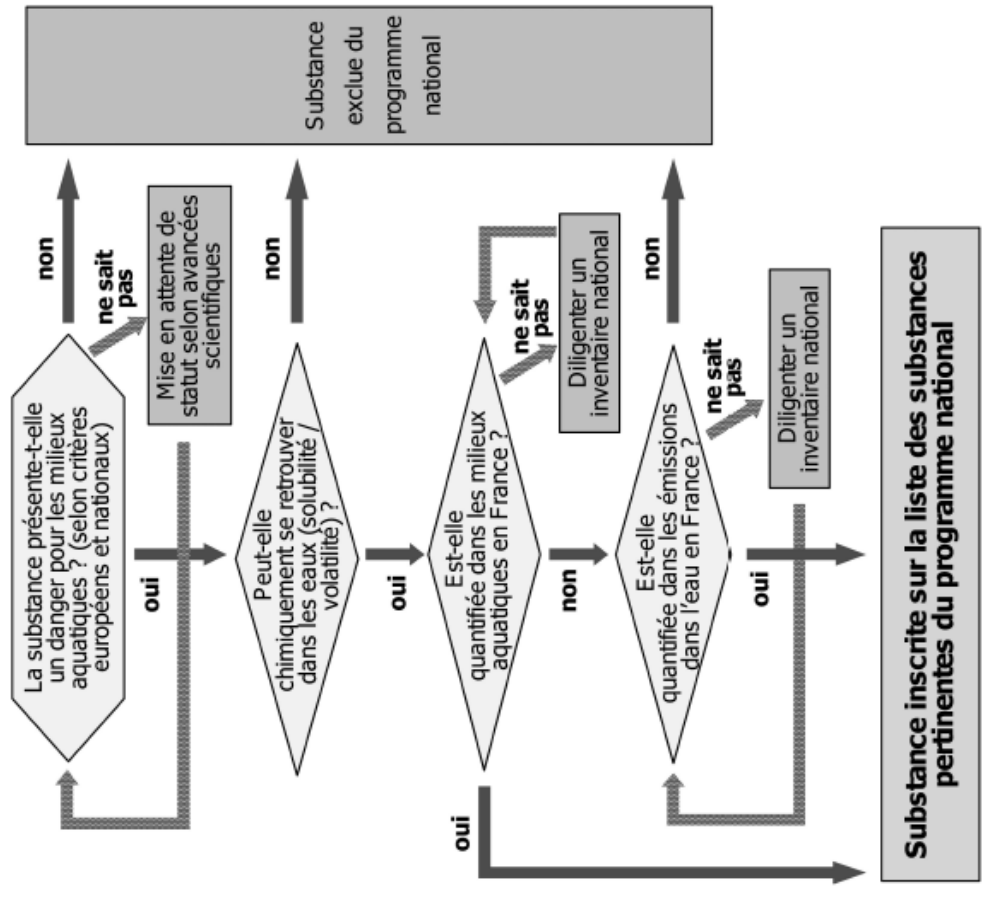 La substance présente-t-elle
un danger pour les milieux
aquatiques ? (selon critères
européens et nationaux)
non
ne sait
pas
Mise en attente de
statut selon avancées
scientifiques
oui
Peut-elle
chimiquement se retrouver
dans les eaux (solubilité /
volatilité) ?
non
oui
Est-elle
quantifiée dans les milieux
aquatiques en France ?
ne sait
pas
Diligenter un
inventaire national
oui
non
Est-elle
quantifiée dans les émissions
dans l'eau en France ?
non
ne sait
pas
Diligenter un
inventaire national
oui
Substance
exclue du
programme
national
Substance inscrite sur la liste des substances
pertinentes du programme national